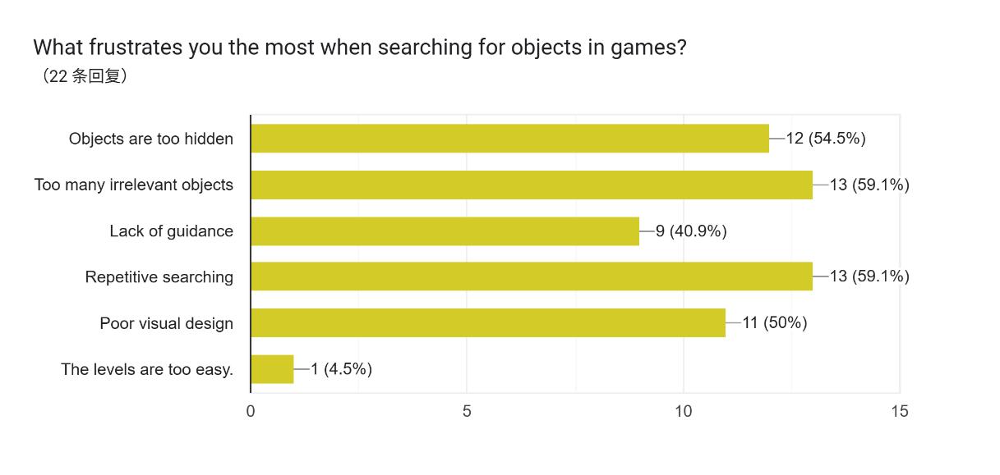 What frustrates you the most when searching for objects in games?
（22 条回复）
Objects are too hidden
12 (54.5%)
Too many irrelevant objects
13 (59.1%)
Lack of guidance
9 (40.9%)
Repetitive searching
13 (59.1%)
Poor visual design
11 (50%)
The levels are too easy.
1 (4.5%)
0 5 10 15